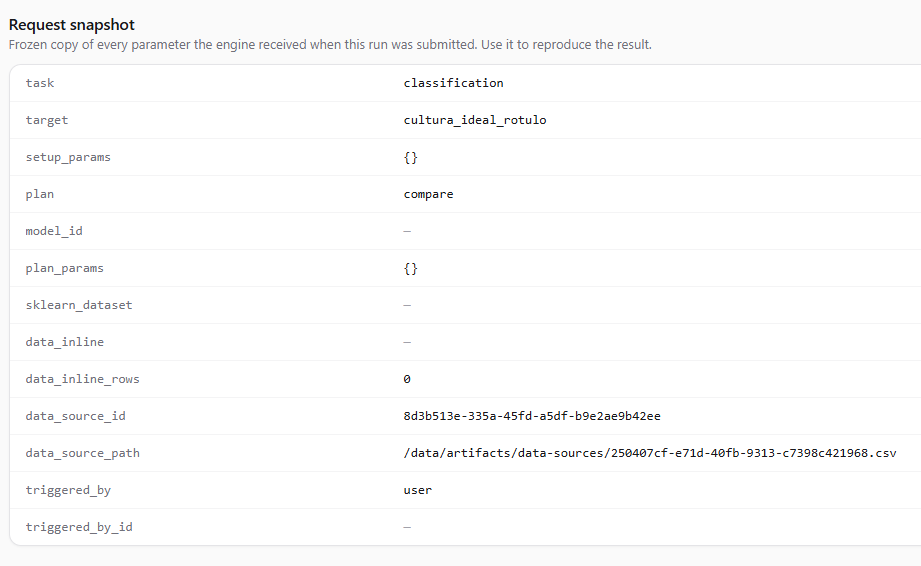 Request snapshot
Frozen copy of every parameter the engine received when this run was submitted. Use it to reproduce the result.
task classification
target cultura_ideal_rotulo
setup_params {}
plan compare
model_id —
plan_params {}
sklearn_dataset —
data_inline —
data_inline_rows 0
data_source_id 8d3b513e-335a-45fd-a5df-b9e2ae9b42ee
data_source_path /data/artifacts/data-sources/250407cf-e71d-40fb-9313-c7398c421968.csv
triggered_by user
triggered_by_id —